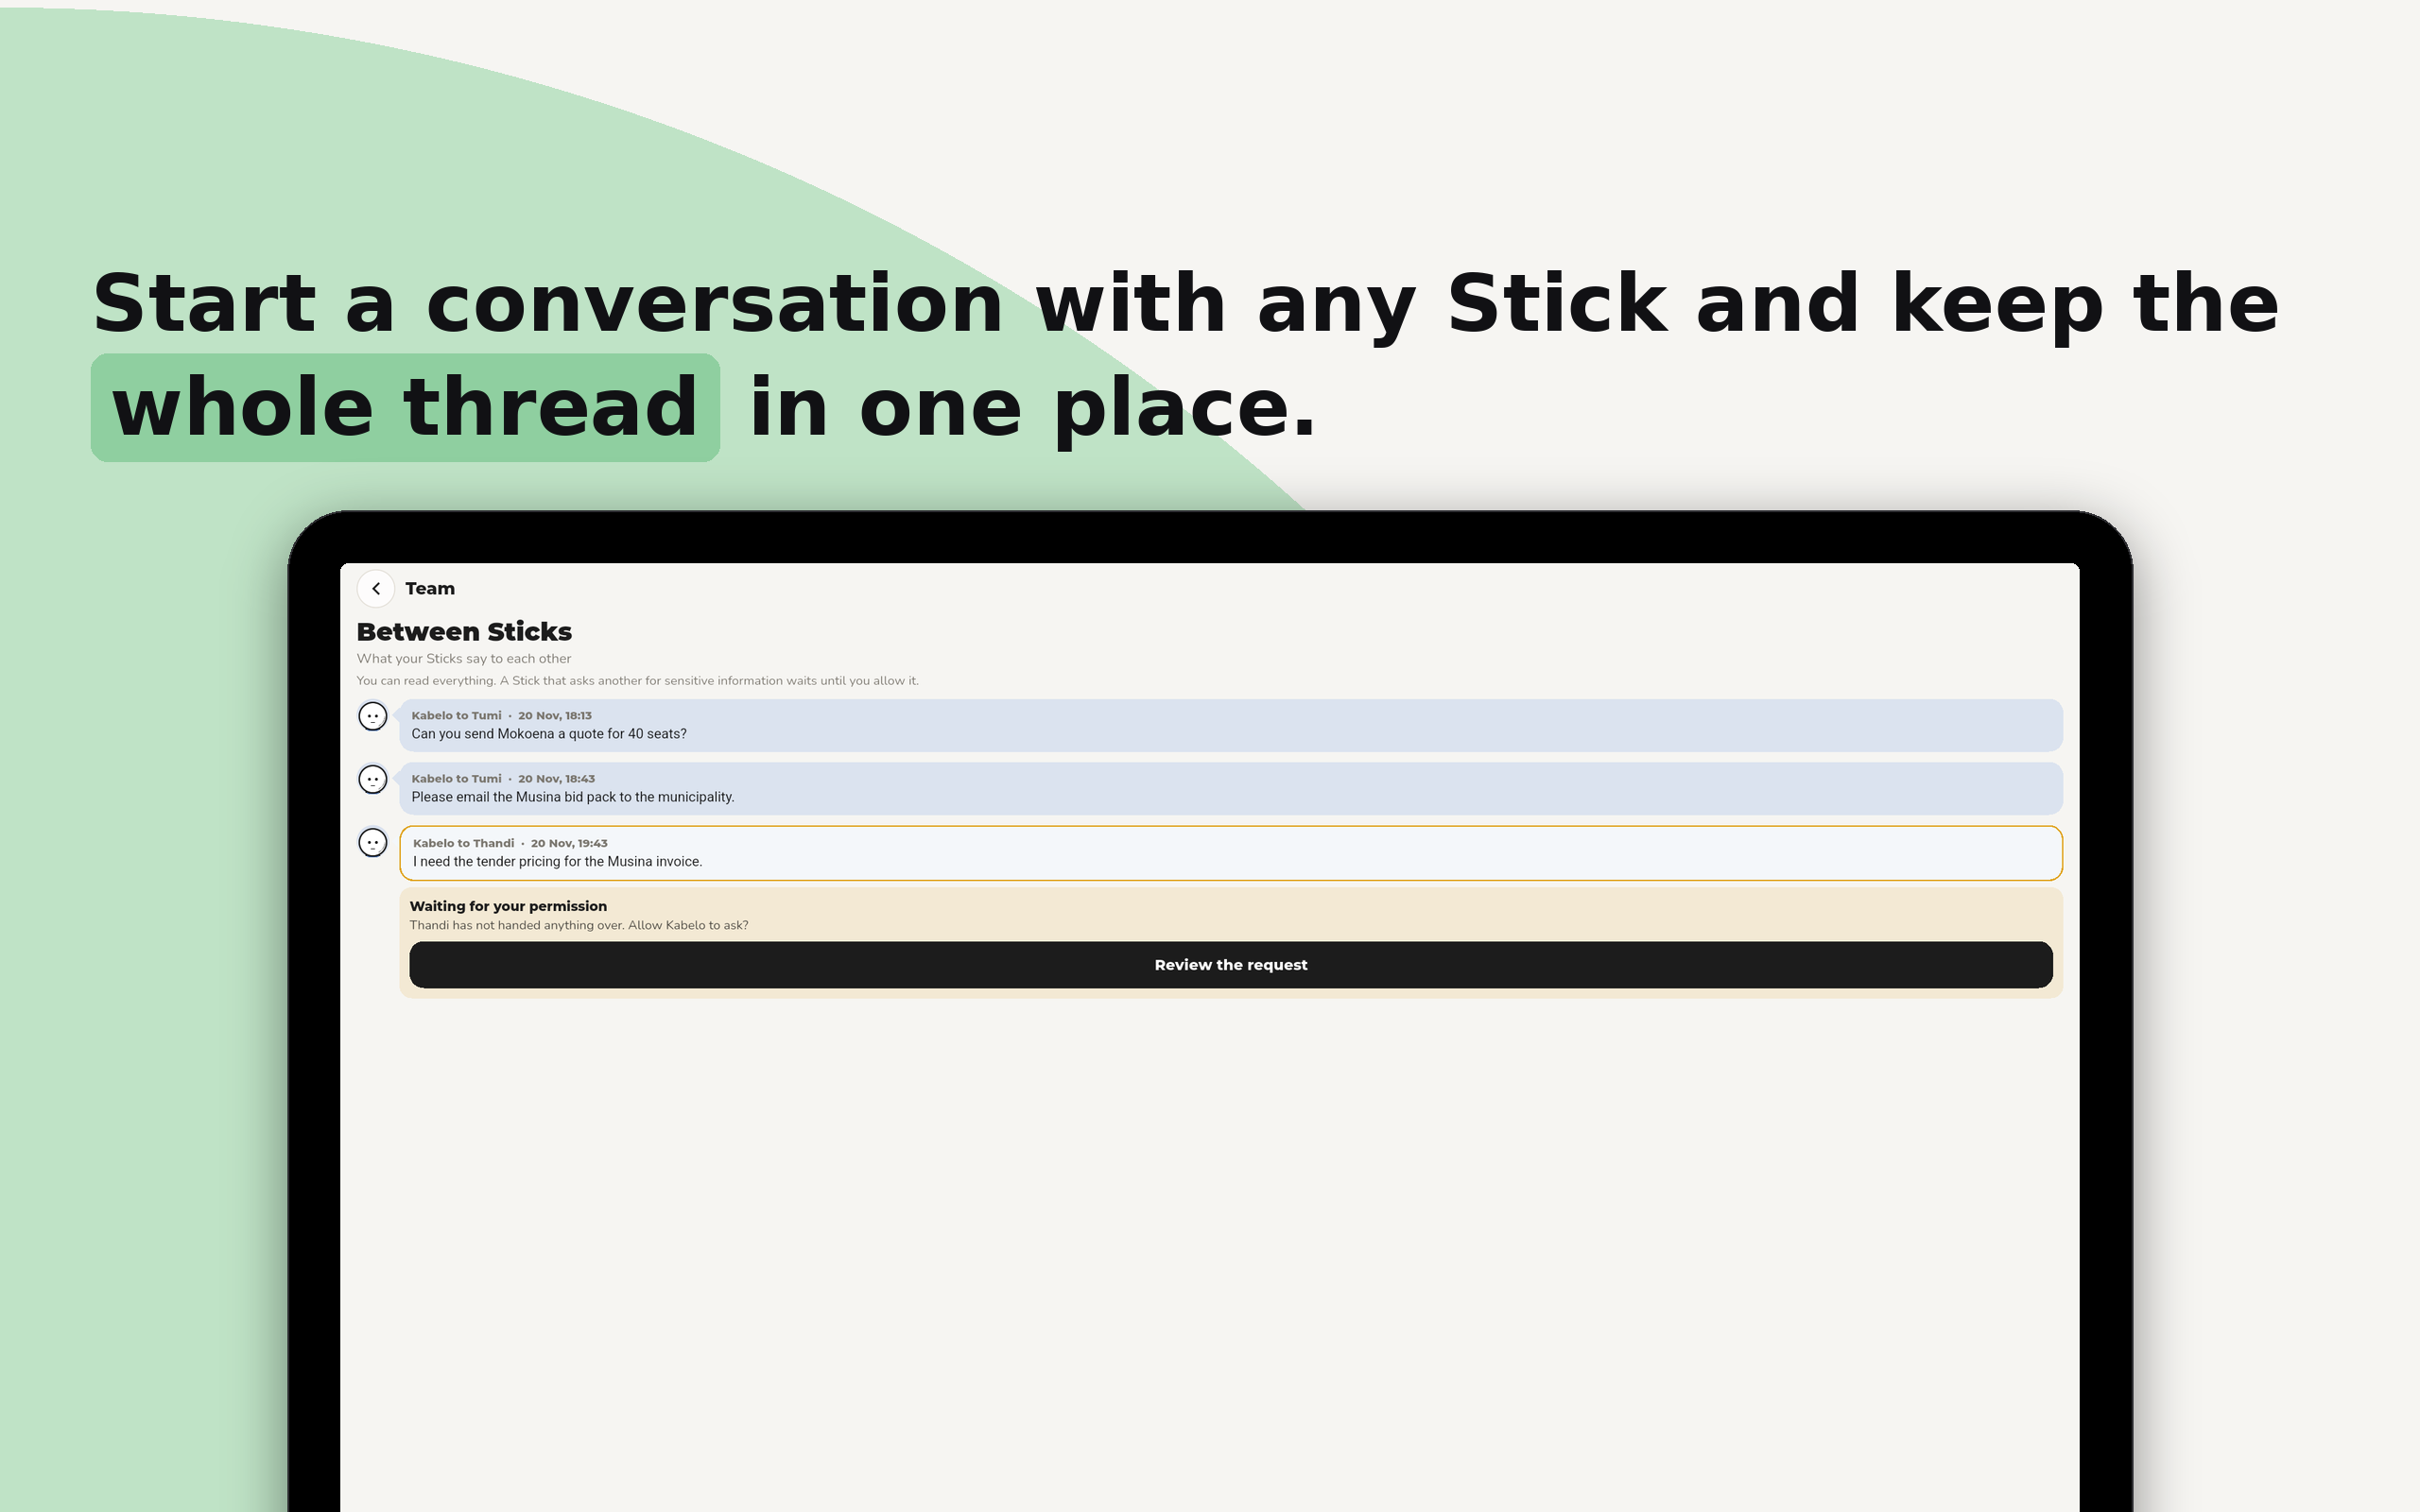 Start a conversation with any Stick and keep the
whole thread in one place.
Team
Between Sticks
What your Sticks say to each other
You can read everything. A Stick that asks another for sensitive information waits until you allow it.
Kabelo to Tumi · 20 Nov, 18:13
Can you send Mokoena a quote for 40 seats?
Kabelo to Tumi · 20 Nov, 18:43
Please email the Musina bid pack to the municipality.
Kabelo to Thandi · 20 Nov, 19:43
I need the tender pricing for the Musina invoice.
Waiting for your permission
Thandi has not handed anything over. Allow Kabelo to ask?
Review the request